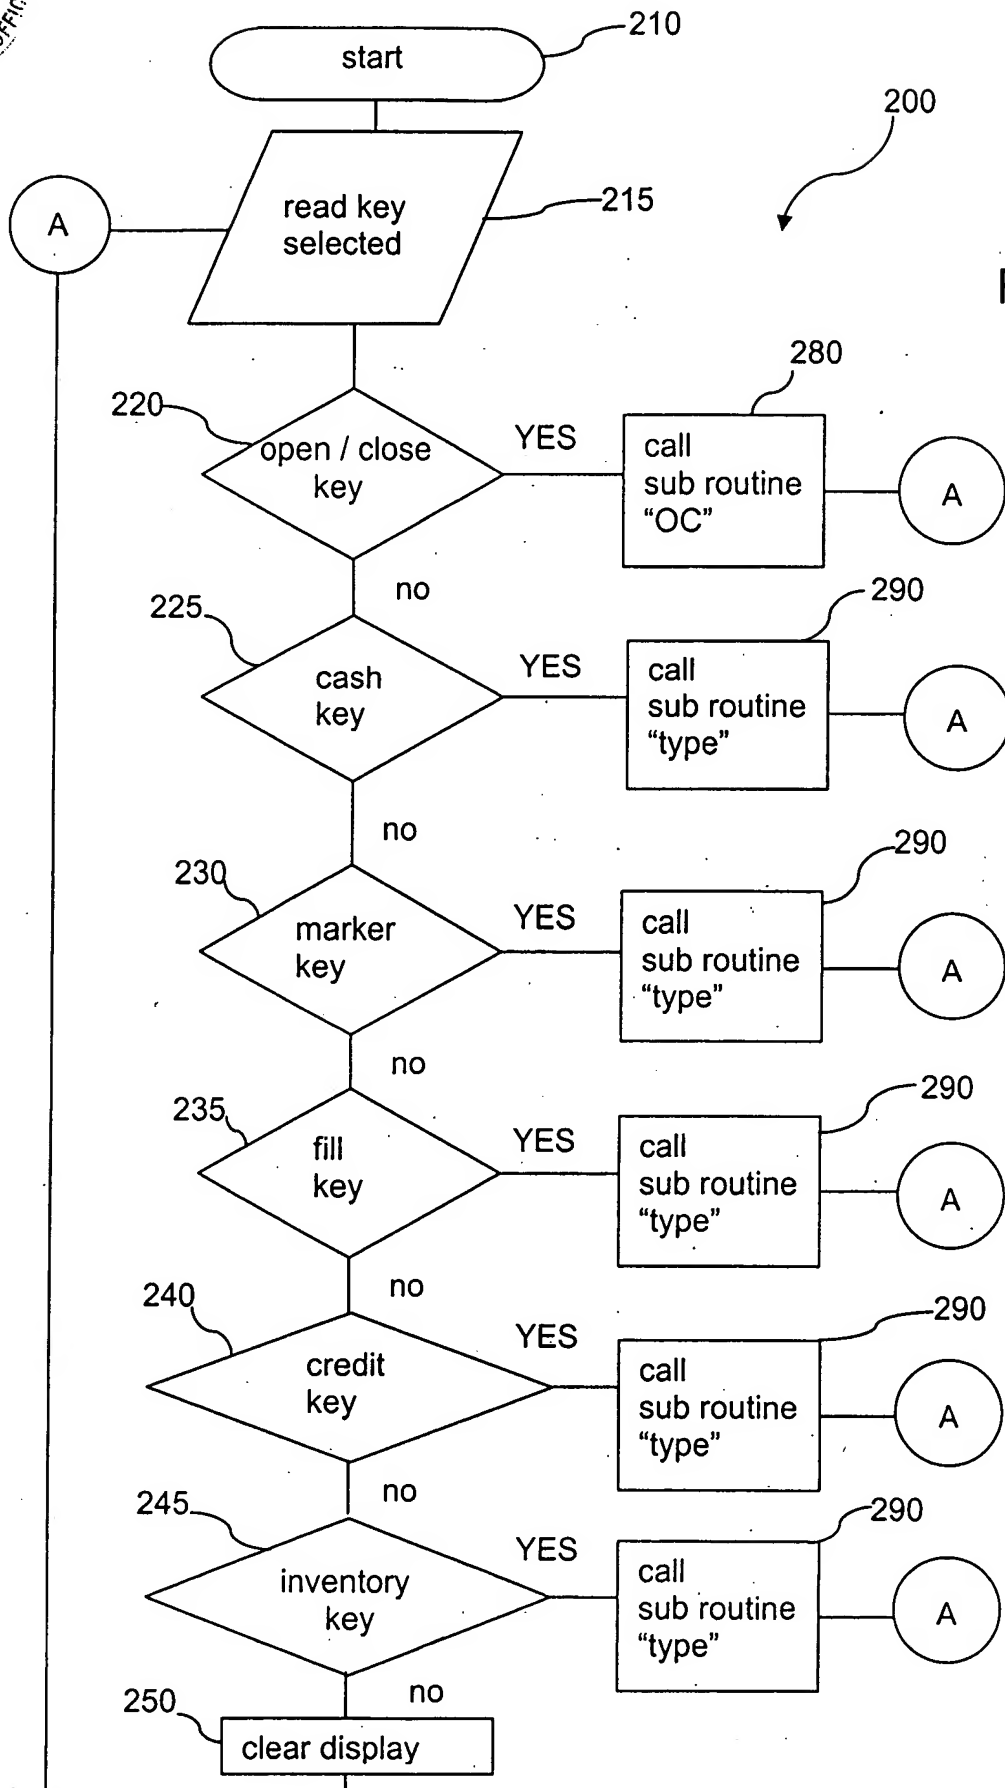 start
210
200
A
read key
selected
215
280
220
open / close
key
YES
call
sub routine
"OC"
A
no
225
290
cash
key
YES
call
sub routine
"type"
A
no
230
290
marker
key
YES
call
sub routine
"type"
A
no
235
290
fill
key
YES
call
sub routine
"type"
A
no
240
290
credit
key
YES
call
sub routine
"type"
A
no
245
290
inventory
key
YES
call
sub routine
"type"
A
no
250
clear display